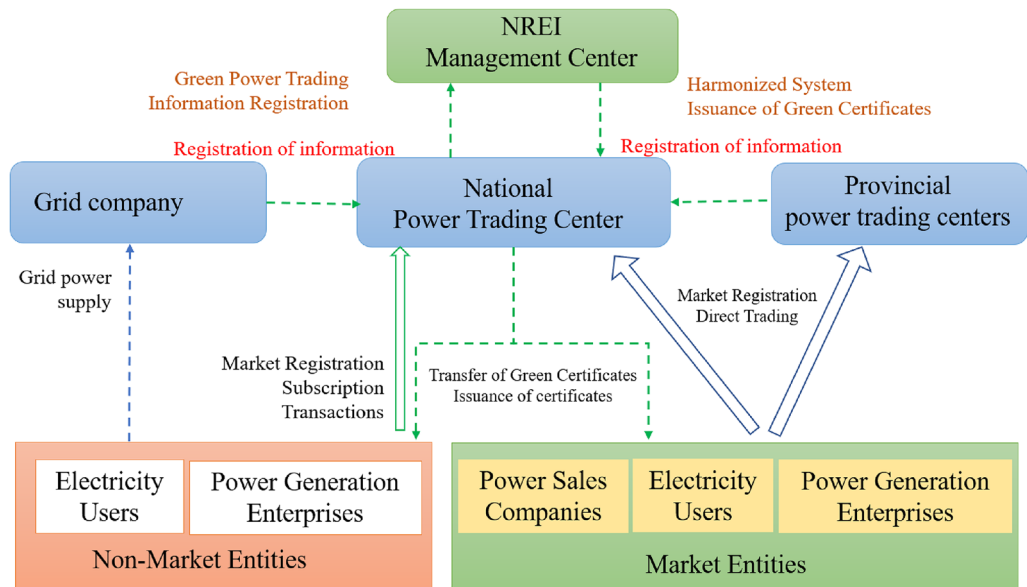 NREI
Management Center
Green Power Trading
Information Registration
Harmonized System
Issuance of Green Certificates
Registration of information
Registration of information
Grid company
National
Power Trading Center
Provincial
power trading centers
Grid power
supply
Market Registration
Direct Trading
Market Registration
Subscription
Transactions
Transfer of Green Certificates
Issuance of certificates
Electricity
Users
Power Generation
Enterprises
Non-Market Entities
Power Sales
Companies
Electricity
Users
Power Generation
Enterprises
Market Entities